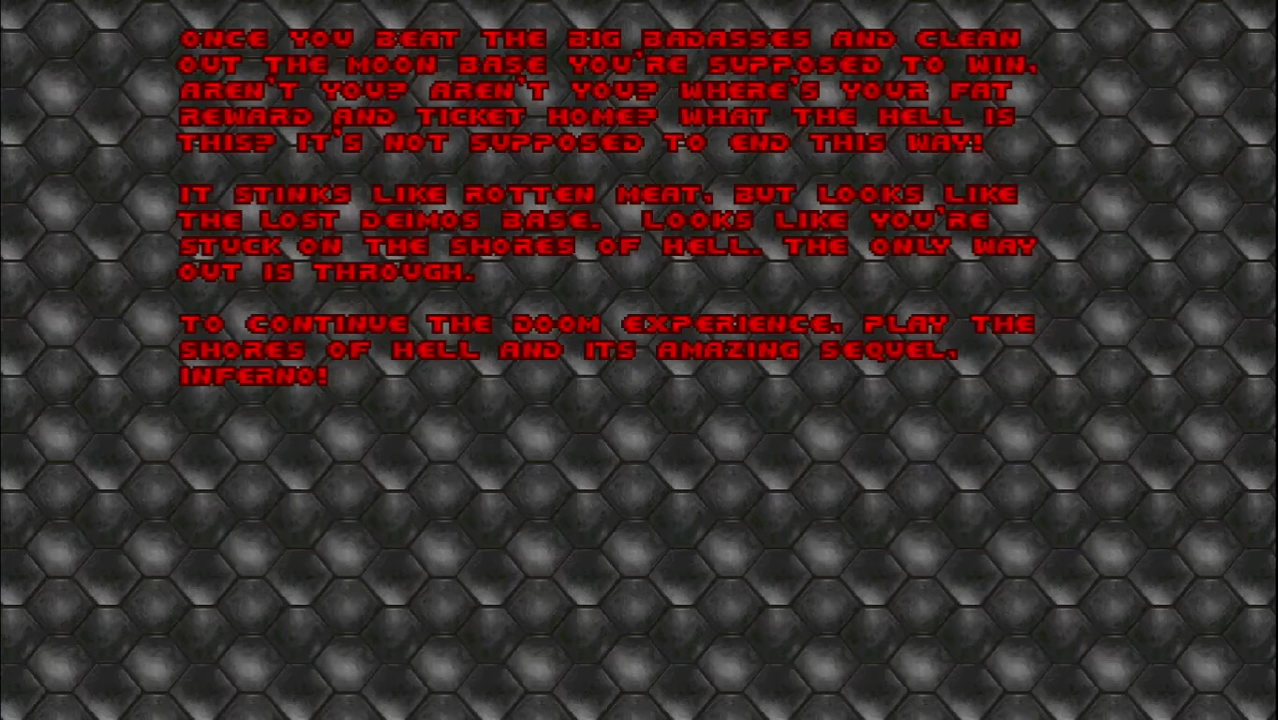 ONCE YOU BEAT THE BIG BADASSES AND CLEAN
OUT THE MOON BASE YOU'RE SUPPOSED TO WIN,
AREN'T YOU? AREN'T YOU? WHERE'S YOUR FAT
REWARD AND TICKET HOME? WHAT THE HELL IS
THIS? IT'S NOT SUPPOSED TO END THIS WAY!
IT STINKS LIKE ROTTEN MEAT, BUT LOOKS LIKE
THE LOST DEIMOS BASE.  LOOKS LIKE YOU'RE
STUCK ON THE SHORES OF HELL. THE ONLY WAY
OUT IS THROUGH.
TO CONTINUE THE DOOM EXPERIENCE, PLAY THE
SHORES OF HELL AND ITS AMAZING SEQUEL,
INFERNO!